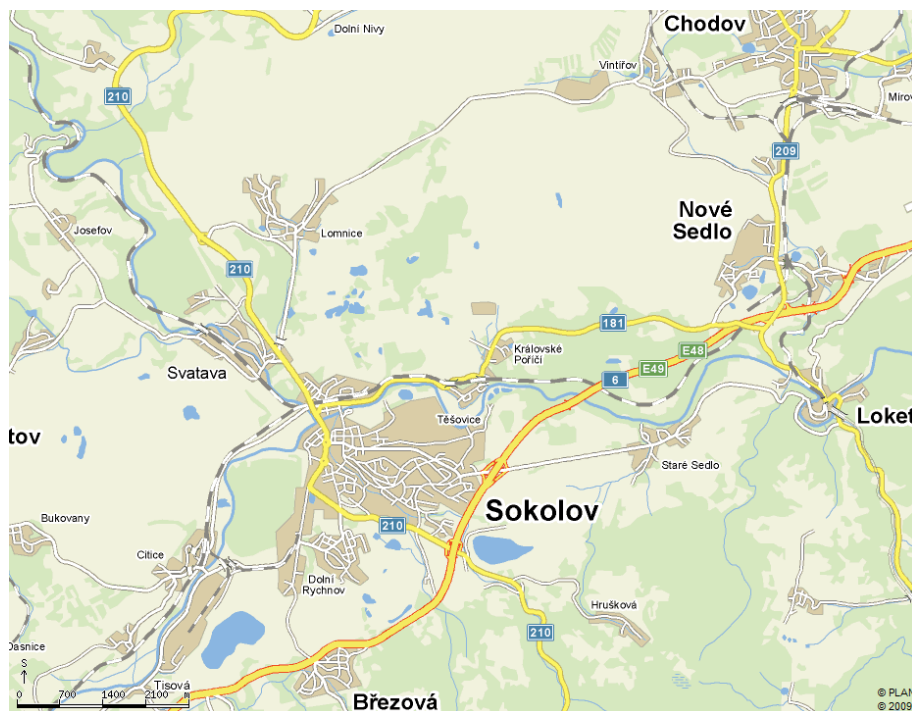 Dolní Nivy
Chodov
Vintířov
210
Mírov
209
Josefov
Lomnice
Nové
Sedlo
210
181
Královské
Poříčí
E48
E49
6
Svatava
Těšovice
Loket
tov
Staré Sedlo
Sokolov
Bukovany
210
Citice
Dolní
Rychnov
Hrušková
210
Dasnice
S
Tisová
0 700 1400 2100 m
Březová
© PLAN
© 2009